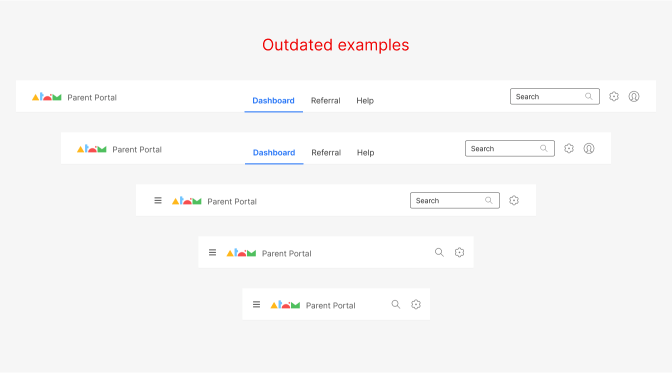 Outdated examples
Parent Portal Dashboard Referral Help Search
Parent Portal Dashboard Referral Help Search
Parent Portal Search
Parent Portal
Parent Portal